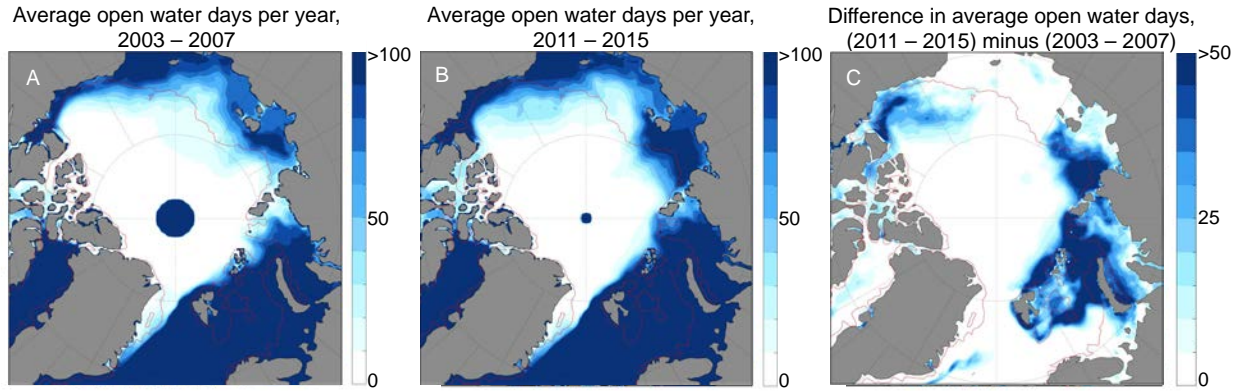 Average open water days per year,
2003 – 2007
A
>100
50
0
Average open water days per year,
2011 – 2015
B
>100
50
0
Difference in average open water days,
(2011 – 2015) minus (2003 – 2007)
C
>50
25
0